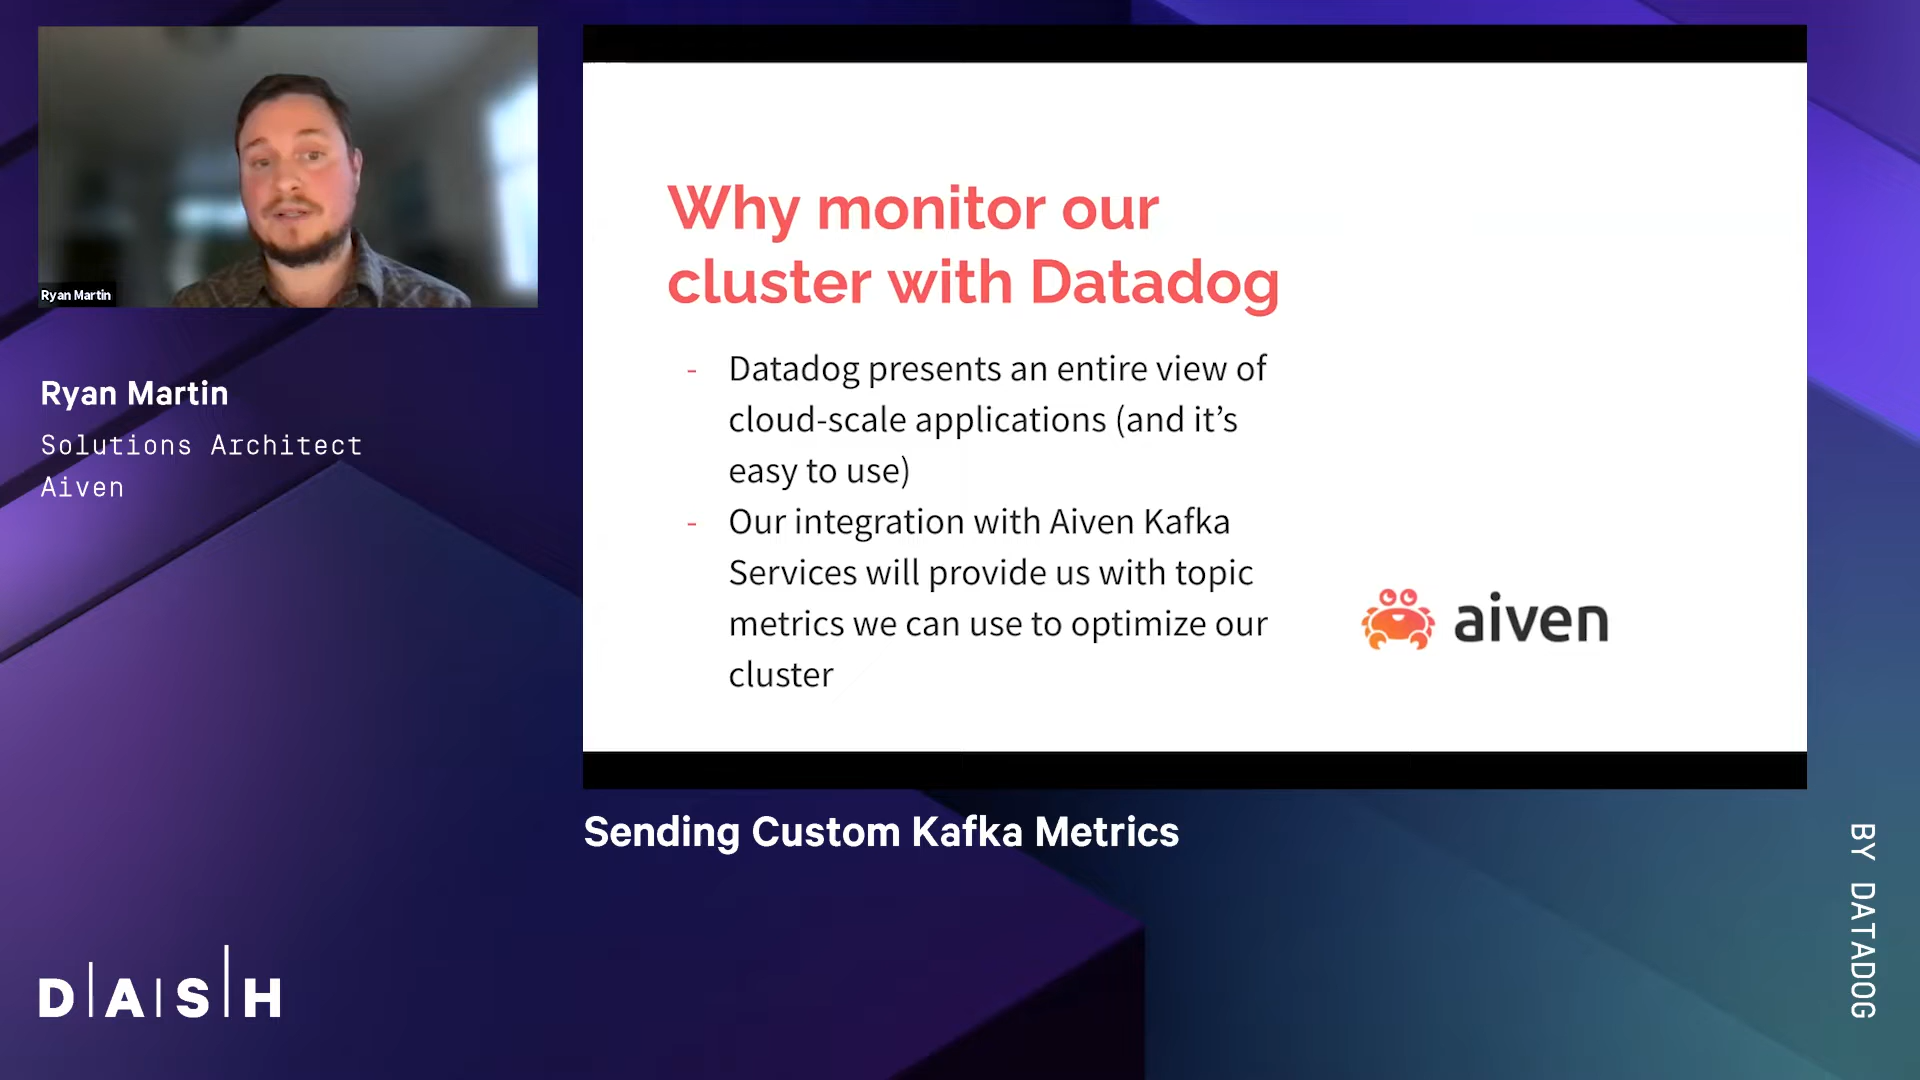 Ryan Martin
Ryan Martin
Solutions Architect
Aiven
Why monitor our
cluster with Datadog
- Datadog presents an entire view of
cloud-scale applications (and it’s
easy to use)
- Our integration with Aiven Kafka
Services will provide us with topic
metrics we can use to optimize our
cluster
aiven
Sending Custom Kafka Metrics
DASH
BY DATADOG